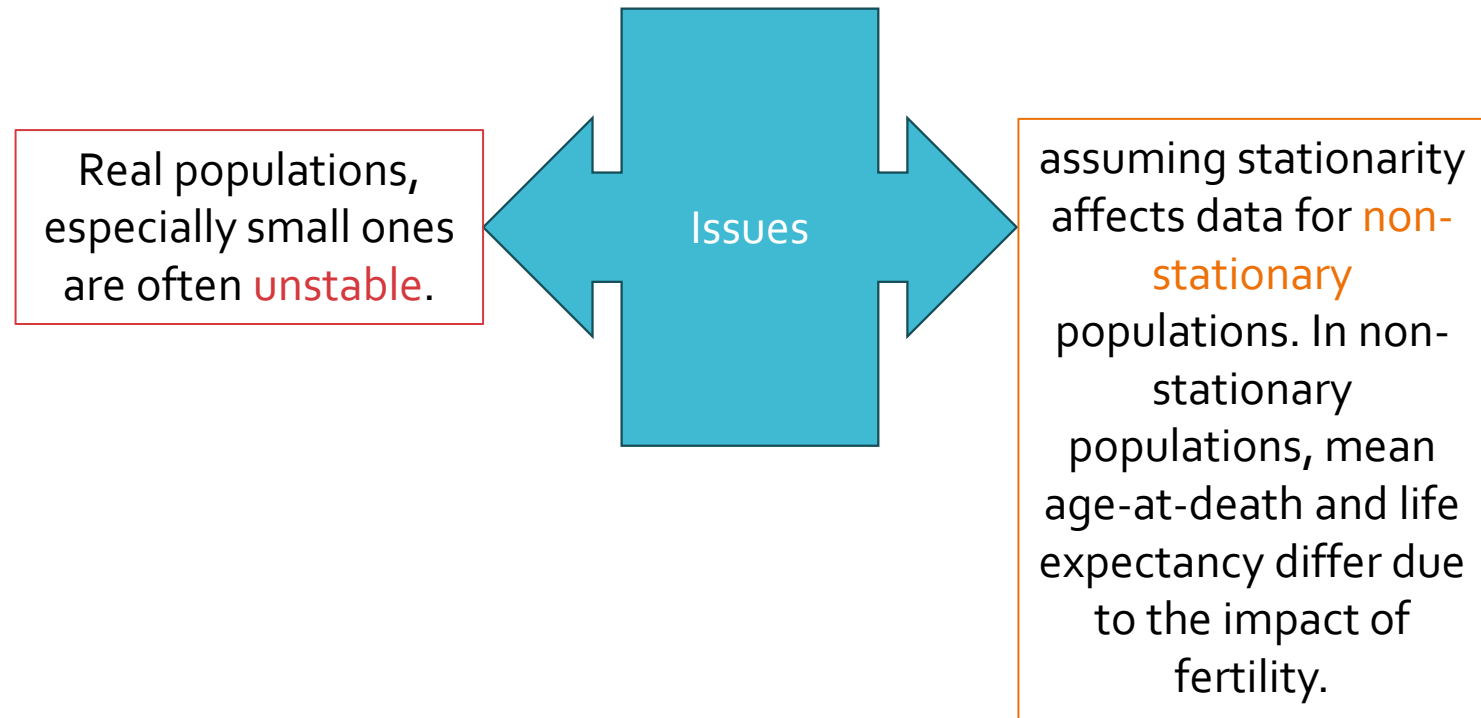 Real populations,
especially small ones
are often unstable.
Issues
assuming stationarity
affects data for non-
stationary
populations. In non-
stationary
populations, mean
age-at-death and life
expectancy differ due
to the impact of
fertility.